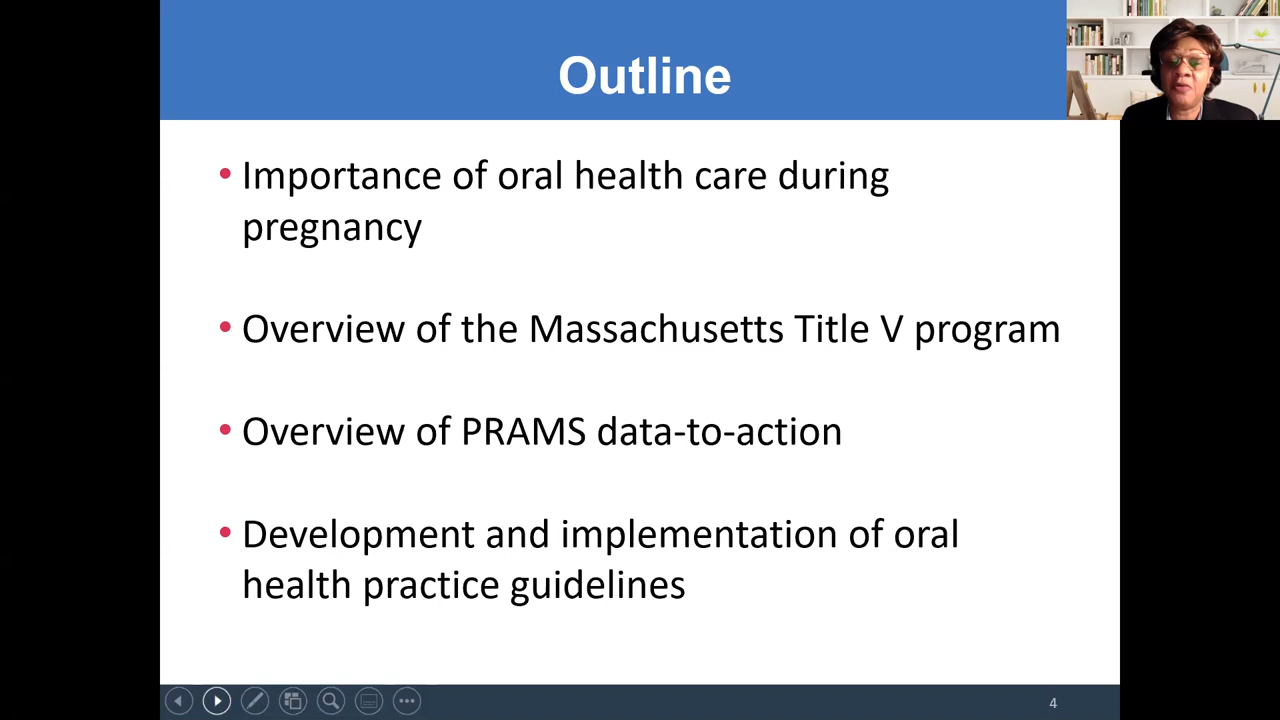 Outline
• Importance of oral health care during
pregnancy
• Overview of the Massachusetts Title V program
• Overview of PRAMS data-to-action
• Development and implementation of oral
health practice guidelines
4